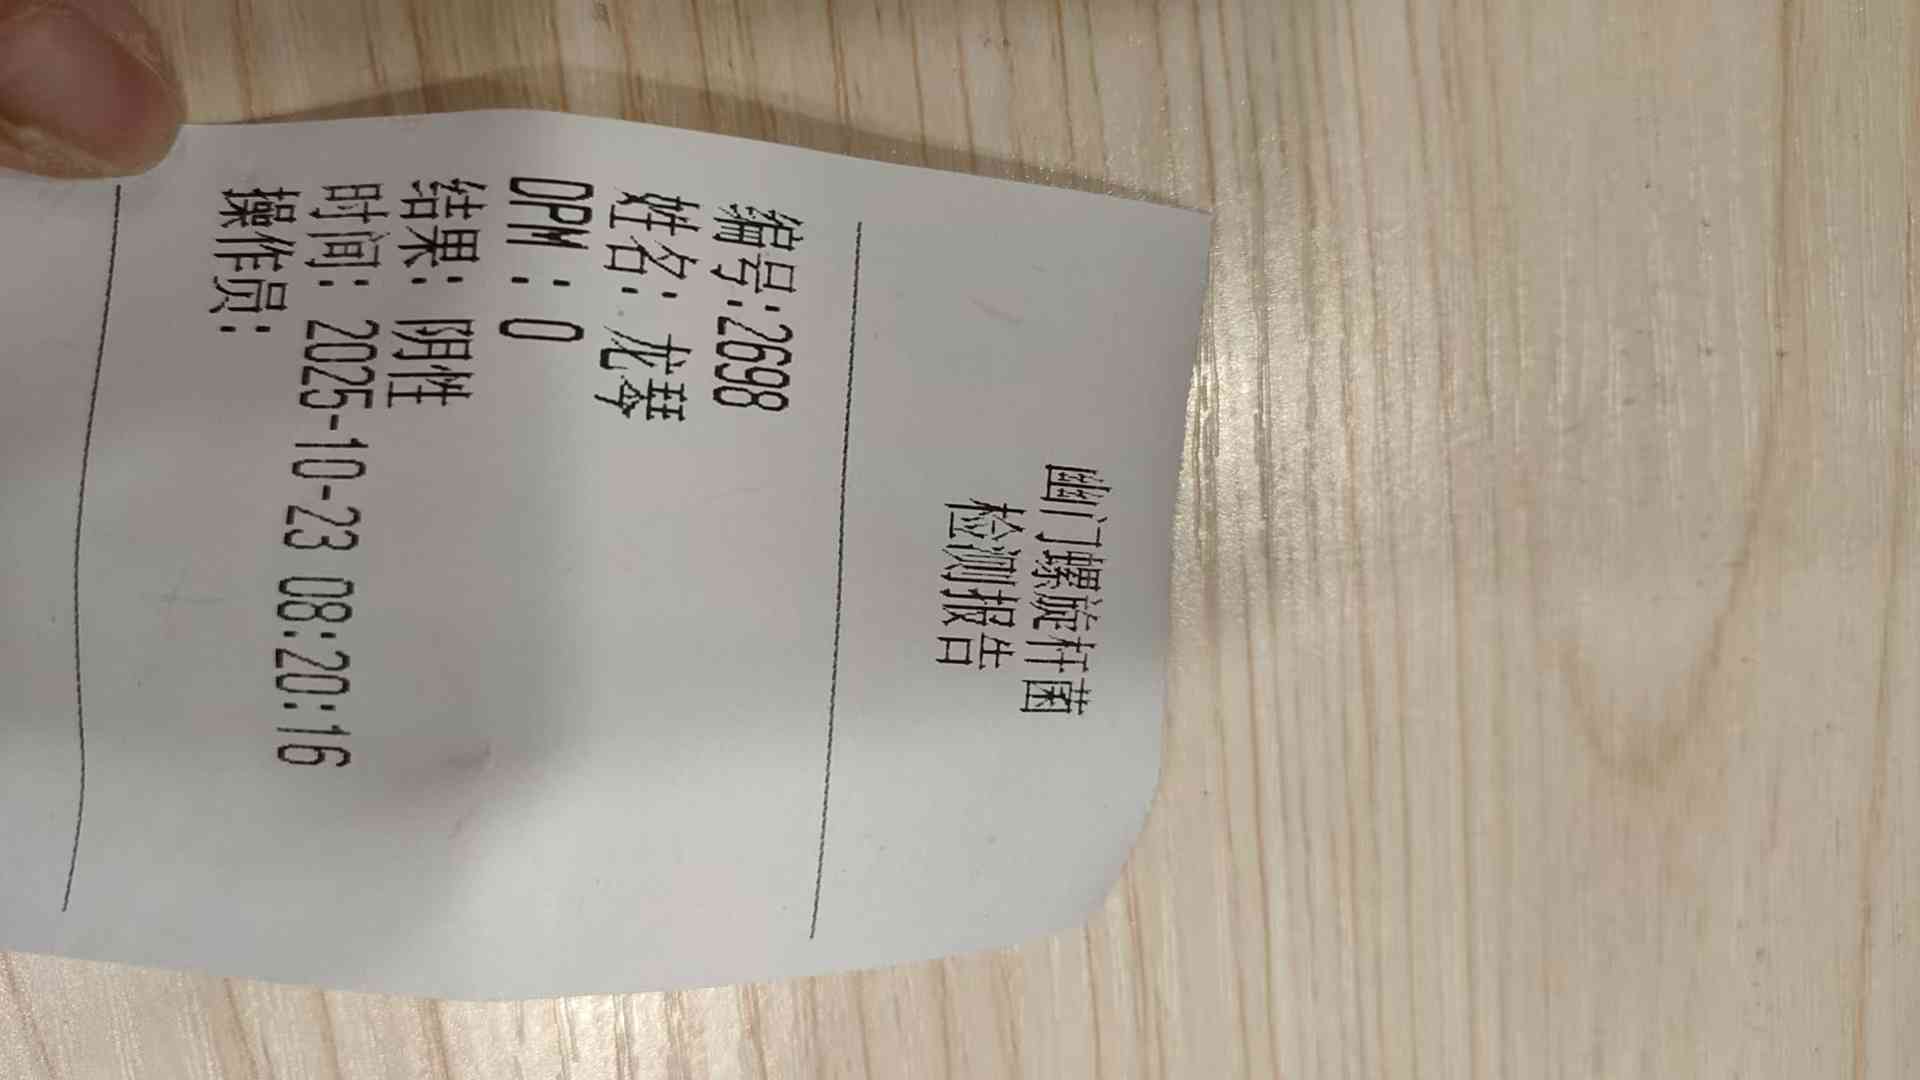 幽门螺旋杆菌
检测报告
编号:2698
姓名: 龙琴
DPM : 0
结果: 阴性
时间: 2025-10-23 08:20:16
操作员: